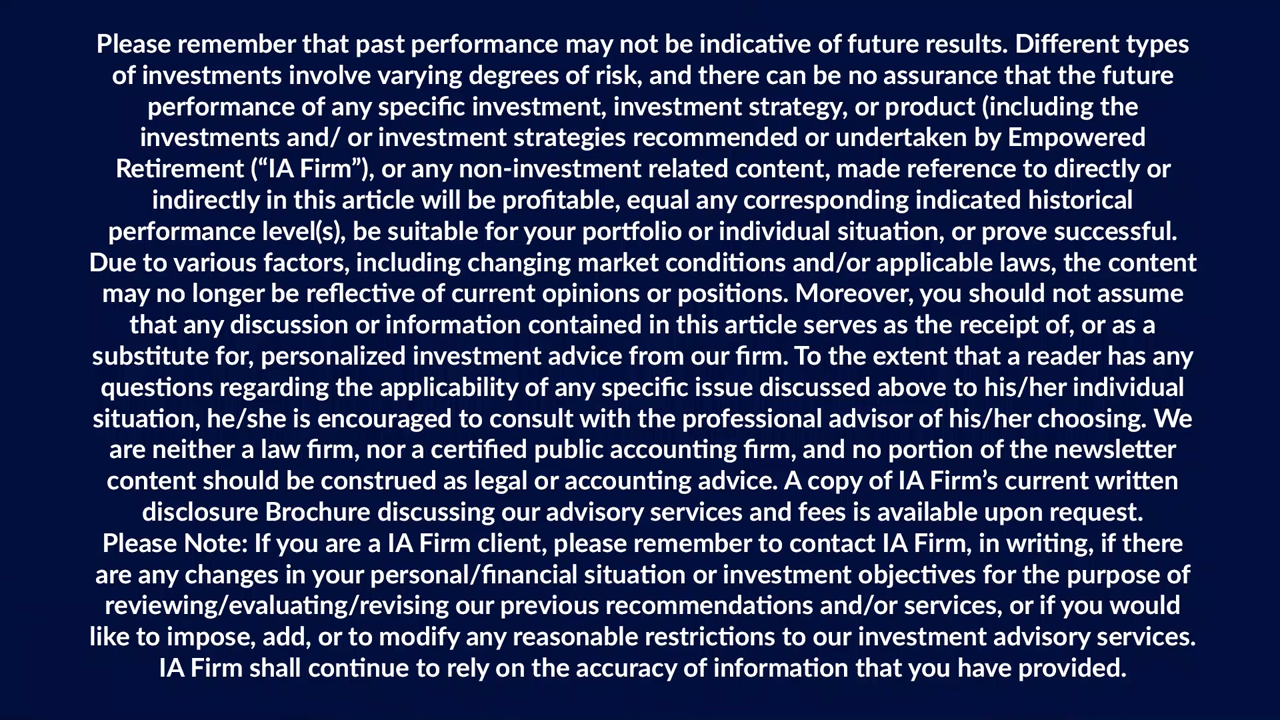 Please remember that past performance may not be indicative of future results. Different types
of investments involve varying degrees of risk, and there can be no assurance that the future
performance of any specific investment, investment strategy, or product (including the
investments and/ or investment strategies recommended or undertaken by Empowered
Retirement (“IA Firm”), or any non-investment related content, made reference to directly or
indirectly in this article will be profitable, equal any corresponding indicated historical
performance level(s), be suitable for your portfolio or individual situation, or prove successful.
Due to various factors, including changing market conditions and/or applicable laws, the content
may no longer be reflective of current opinions or positions. Moreover, you should not assume
that any discussion or information contained in this article serves as the receipt of, or as a
substitute for, personalized investment advice from our firm. To the extent that a reader has any
questions regarding the applicability of any specific issue discussed above to his/her individual
situation, he/she is encouraged to consult with the professional advisor of his/her choosing. We
are neither a law firm, nor a certified public accounting firm, and no portion of the newsletter
content should be construed as legal or accounting advice. A copy of IA Firm’s current written
disclosure Brochure discussing our advisory services and fees is available upon request.
Please Note: If you are a IA Firm client, please remember to contact IA Firm, in writing, if there
are any changes in your personal/financial situation or investment objectives for the purpose of
reviewing/evaluating/revising our previous recommendations and/or services, or if you would
like to impose, add, or to modify any reasonable restrictions to our investment advisory services.
IA Firm shall continue to rely on the accuracy of information that you have provided.